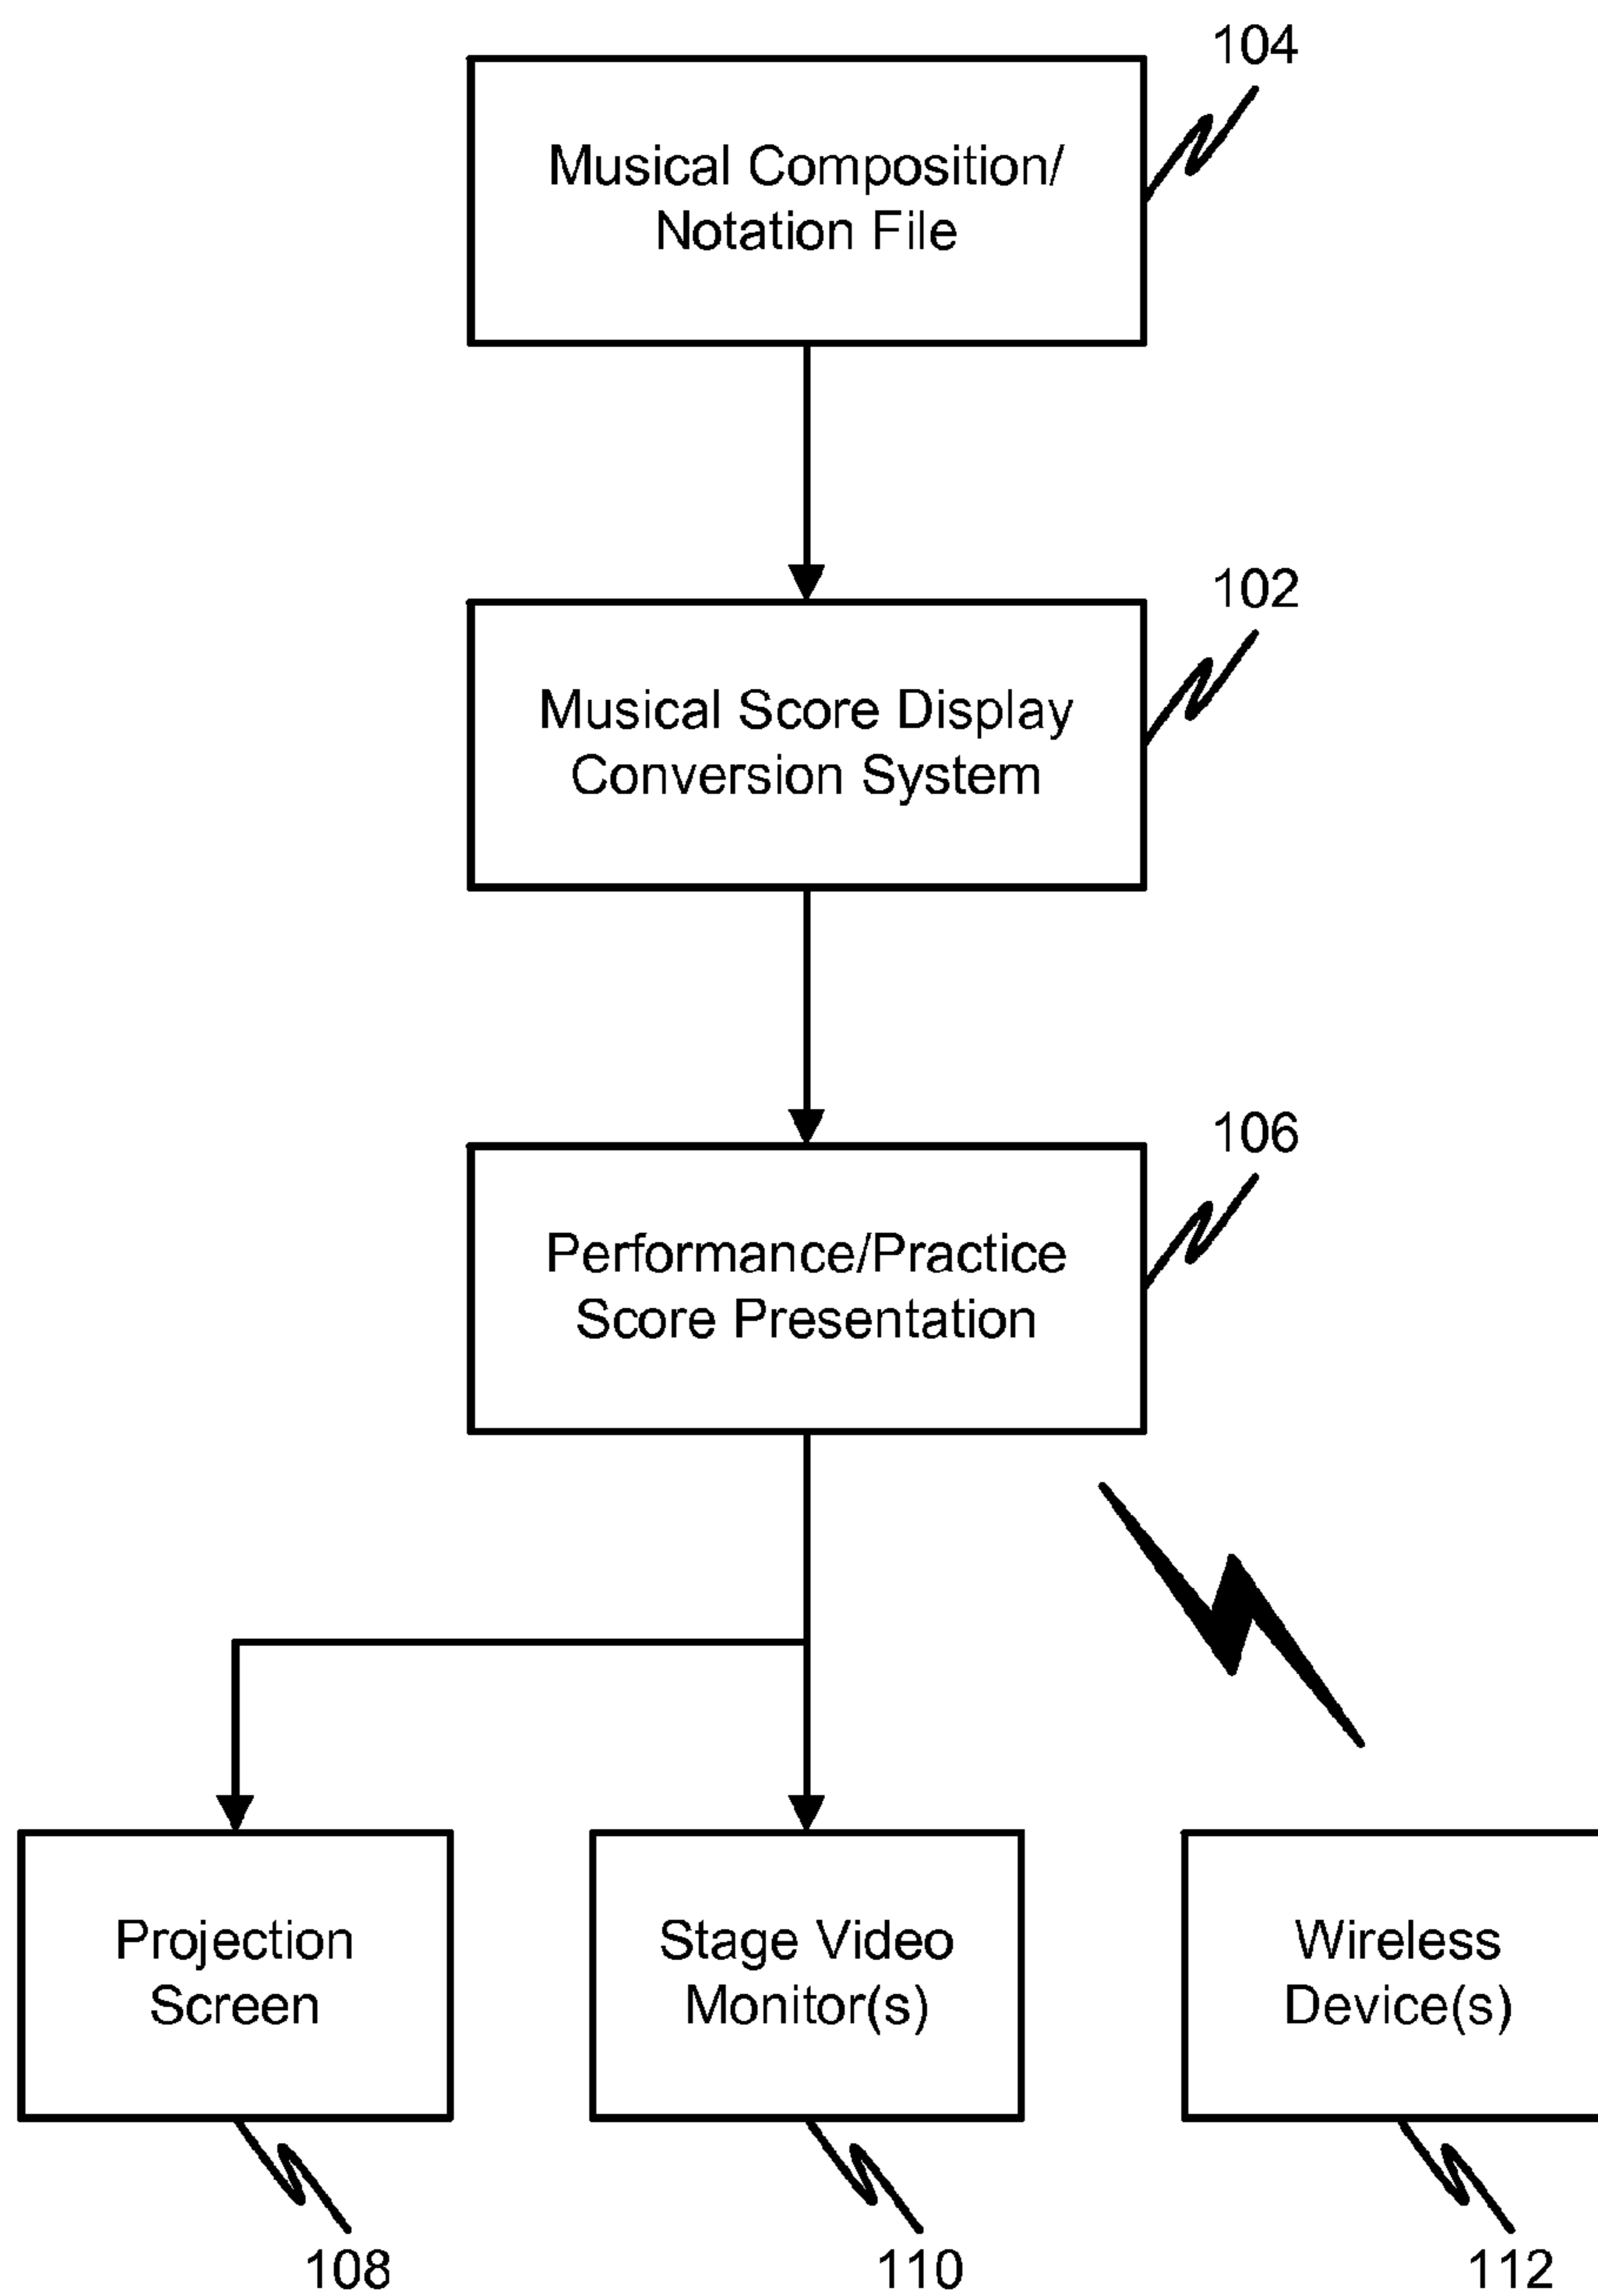 104
Musical Composition/
Notation File
102
Musical Score Display
Conversion System
106
Performance/Practice
Score Presentation
Projection
Screen
Stage Video
Monitor(s)
Wireless
Device(s)
108
110
112